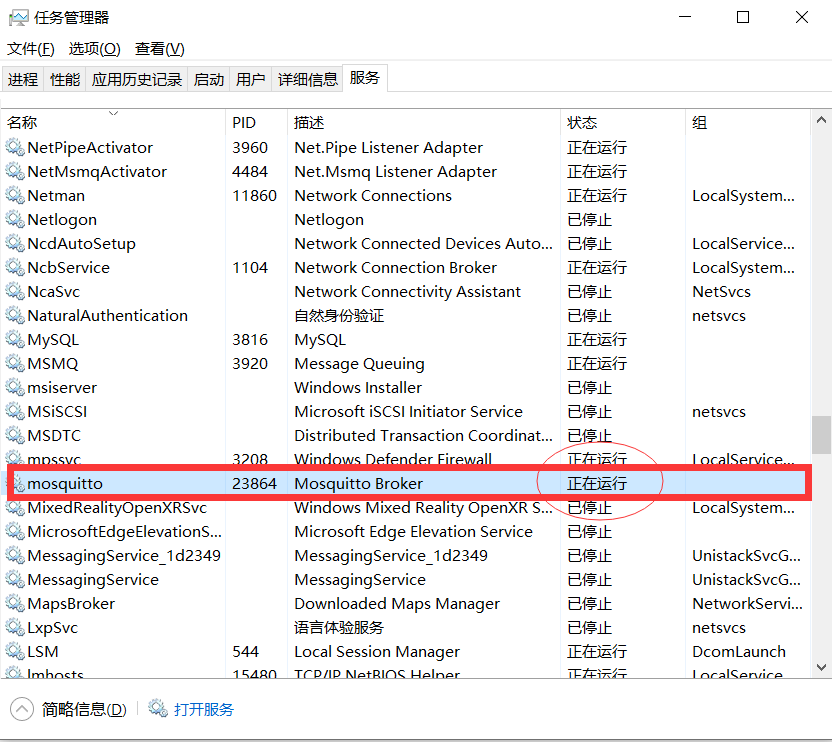 任务管理器
文件(F) 选项(O) 查看(V)
进程 性能 应用历史记录 启动 用户 详细信息 服务
名称 PID 描述 状态 组
NetPipeActivator 3960 Net.Pipe Listener Adapter 正在运行
NetMsmqActivator 4484 Net.Msmq Listener Adapter 正在运行
Netman 11860 Network Connections 正在运行 LocalSystem...
Netlogon Netlogon 已停止
NcdAutoSetup Network Connected Devices Auto... 已停止 LocalService...
NcbService 1104 Network Connection Broker 正在运行 LocalSystem...
NcaSvc Network Connectivity Assistant 已停止 NetSvcs
NaturalAuthentication 自然身份验证 已停止 netsvcs
MySQL 3816 MySQL 正在运行
MSMQ 3920 Message Queuing 正在运行
msiserver Windows Installer 已停止
MSiSCSI Microsoft iSCSI Initiator Service 已停止 netsvcs
MSDTC Distributed Transaction Coordinat... 已停止
mpssvc 3208 Windows Defender Firewall 正在运行 LocalService...
mosquitto 23864 Mosquitto Broker 正在运行
MixedRealityOpenXRSvc Windows Mixed Reality OpenXR S... 已停止 LocalSystem...
MicrosoftEdgeElevationS... Microsoft Edge Elevation Service 已停止
MessagingService_1d2349 MessagingService_1d2349 已停止 UnistackSvcG...
MessagingService MessagingService 已停止 UnistackSvcG...
MapsBroker Downloaded Maps Manager 已停止 NetworkServi...
LxpSvc 语言体验服务 已停止 netsvcs
LSM 544 Local Session Manager 正在运行 DcomLaunch
lmhosts 15480 TCP/IP NetBIOS Helper 正在运行 LocalService
简略信息(D) 打开服务